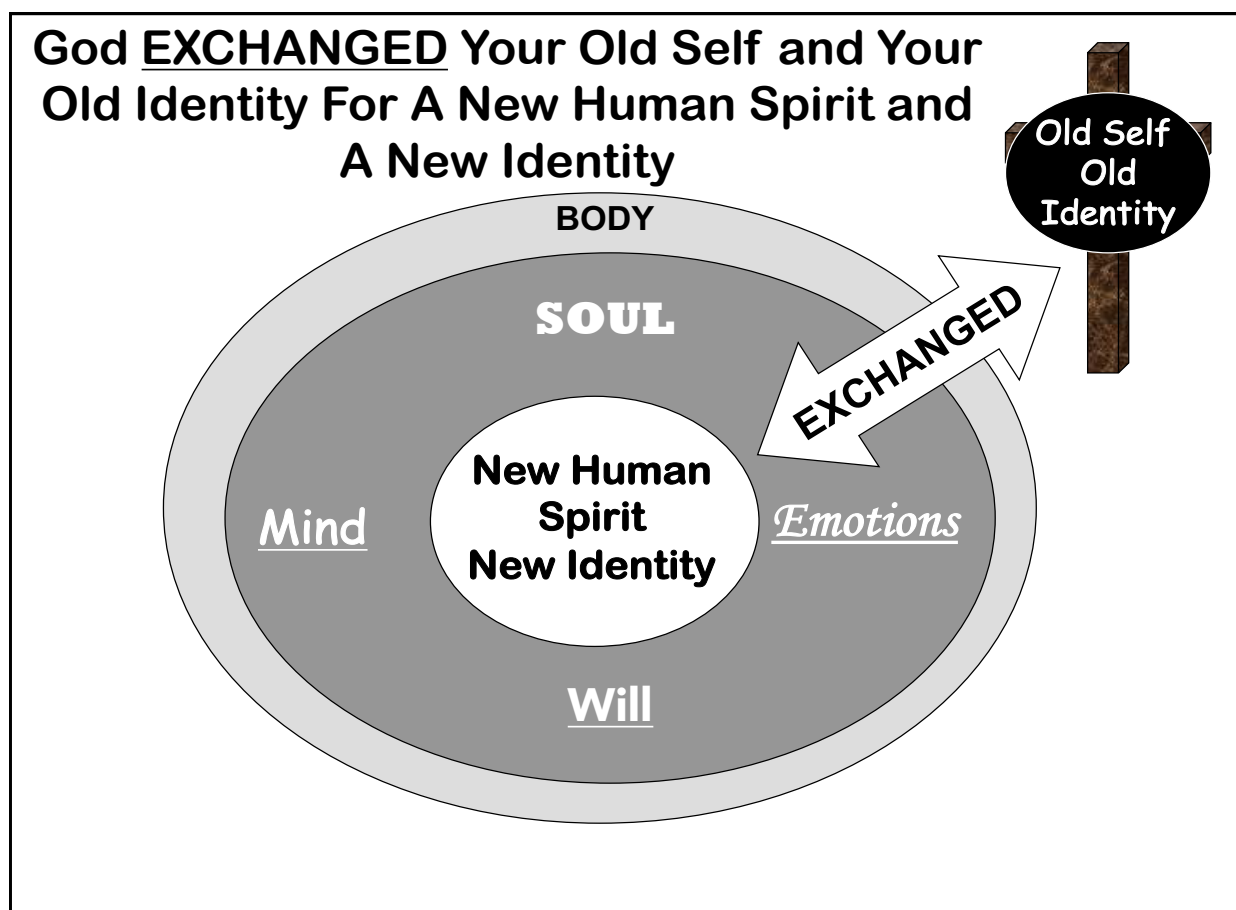 God EXCHANGED Your Old Self and Your
Old Identity For A New Human Spirit and
A New Identity
Old Self
Old
Identity
BODY
SOUL
EXCHANGED
New Human
Spirit
New Identity
Mind
Emotions
Will